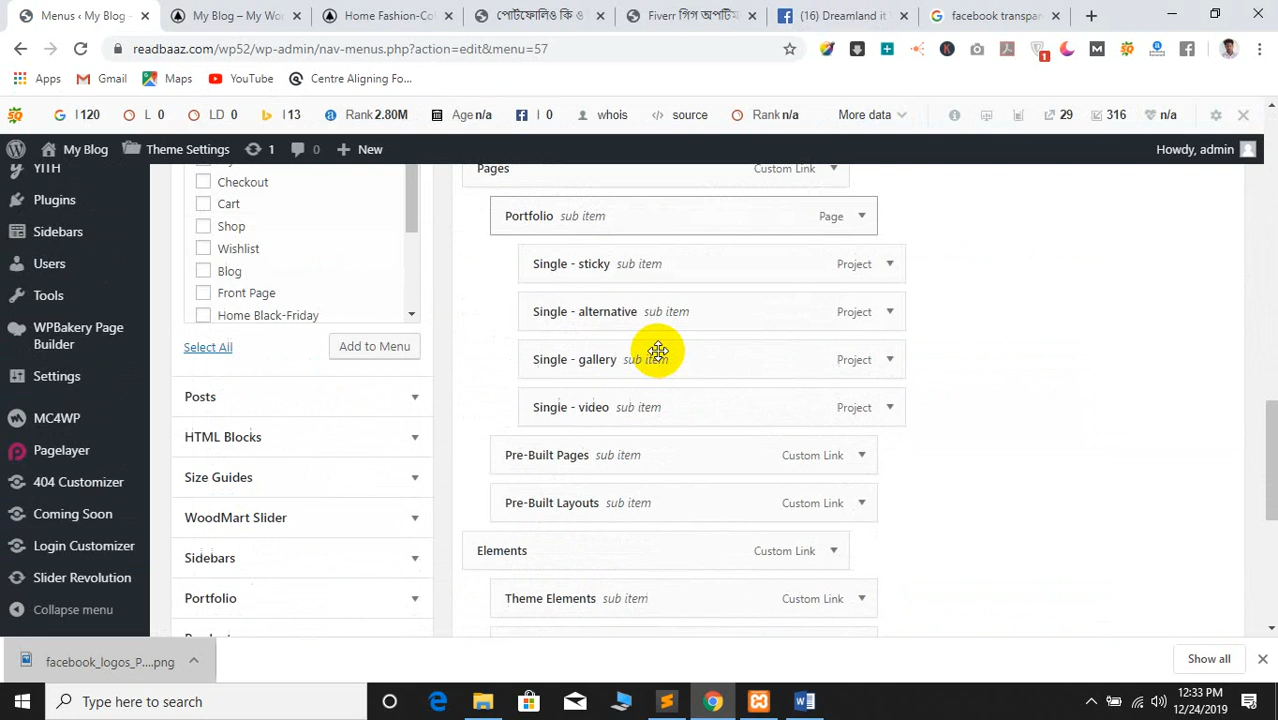 Menus ‹ My Blog -
My Blog – My Wor
Home Fashion-Col
পোর্টফোলিও কি ও
Fiverr গিগ অপটিম
(16) Dreamland it
facebook transpar
readbaaz.com/wp52/wp-admin/nav-menus.php?action=edit&menu=57
1
Apps
Gmail
Maps
YouTube
Centre Aligning Fo...
I 120
L 0
LD 0
I 13
Rank 2.80M
Age n/a
I 0
whois
source
Rank n/a
More data
29
316
n/a
My Blog
Theme Settings
1
0
New
Howdy, admin
YITH
Plugins
Sidebars
Users
Tools
WPBakery Page
Builder
Settings
MC4WP
Pagelayer
404 Customizer
Coming Soon
Login Customizer
Slider Revolution
Collapse menu
Checkout
Cart
Shop
Wishlist
Blog
Front Page
Home Black-Friday
Select All
Add to Menu
Posts
HTML Blocks
Size Guides
WoodMart Slider
Sidebars
Portfolio
Pages Custom Link
Portfolio sub item Page
Single - sticky sub item Project
Single - alternative sub item Project
Single - gallery sub item Project
Single - video sub item Project
Pre-Built Pages sub item Custom Link
Pre-Built Layouts sub item Custom Link
Elements Custom Link
Theme Elements sub item Custom Link
facebook_logos_P....png
Show all
Type here to search
12:33 PM
12/24/2019